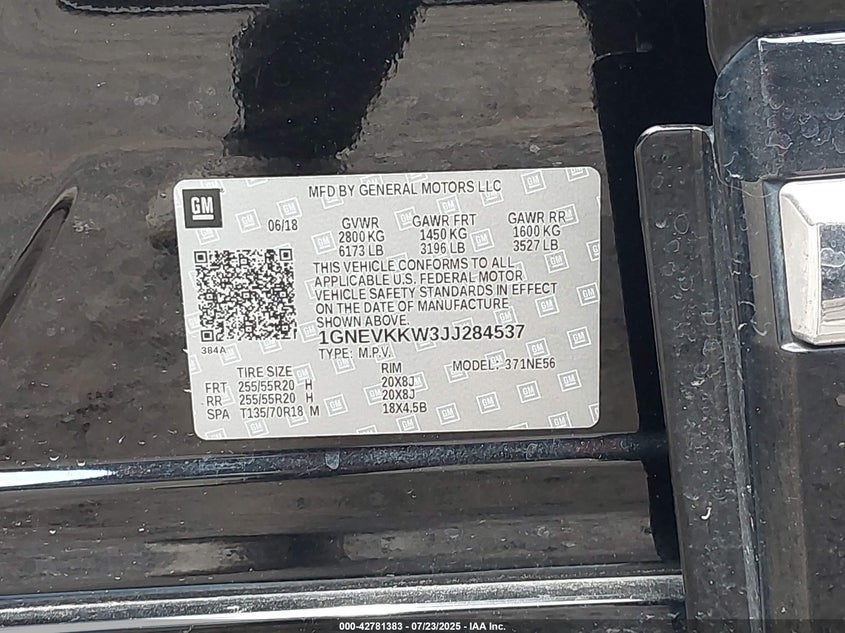 MFD BY GENERAL MOTORS LLC
GM
06/18 GVWR GAWR FRT GAWR RR
2800 KG 1450 KG 1600 KG
6173 LB 3196 LB 3527 LB
THIS VEHICLE CONFORMS TO ALL
APPLICABLE U.S. FEDERAL MOTOR
VEHICLE SAFETY STANDARDS IN EFFECT
ON THE DATE OF MANUFACTURE
SHOWN ABOVE.
1GNEVKKW3JJ284537
384A
TYPE: M.P.V.
TIRE SIZE RIM MODEL: 371NE56
FRT 255/55R20 H 20X8J
RR 255/55R20 H 20X8J
SPA T135/70R18 M 18X4.5B
000-42781383 - 07/23/2025 - IAA Inc.